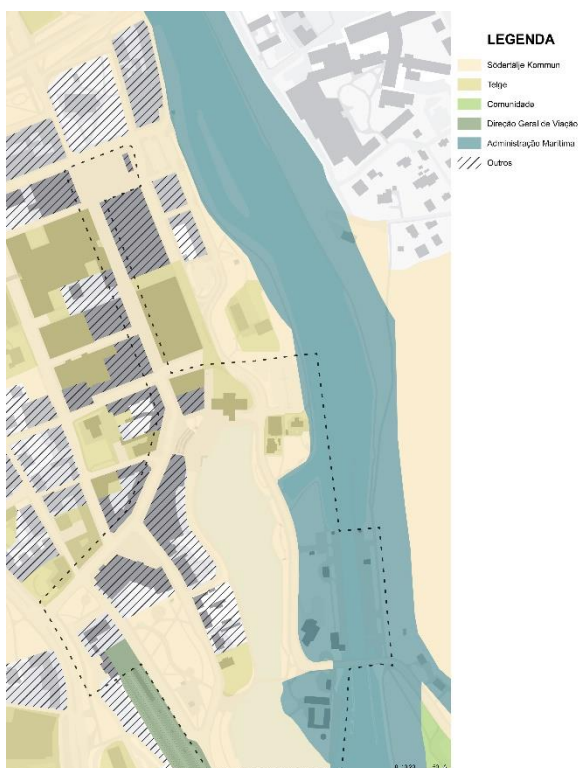 LEGENDA
Södertälje Kommun
Telge
Comunidade
Direção Geral de Viação
Administração Marítima
Outros